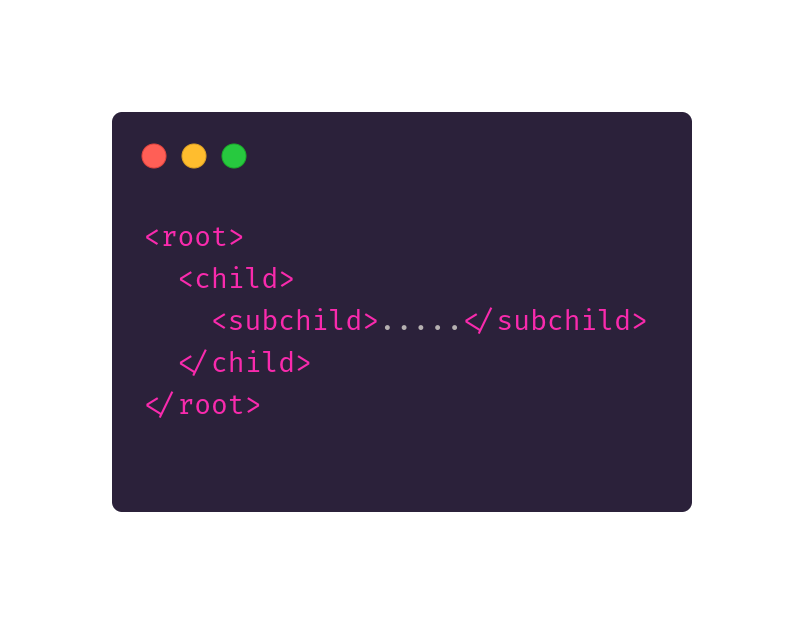 <root>
  <child>
    <subchild>.....</subchild>
  </child>
</root>